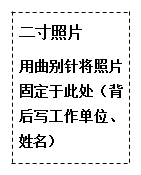 二寸照片
用曲别针将照片
固定于此处（背
后写工作单位、
姓名）